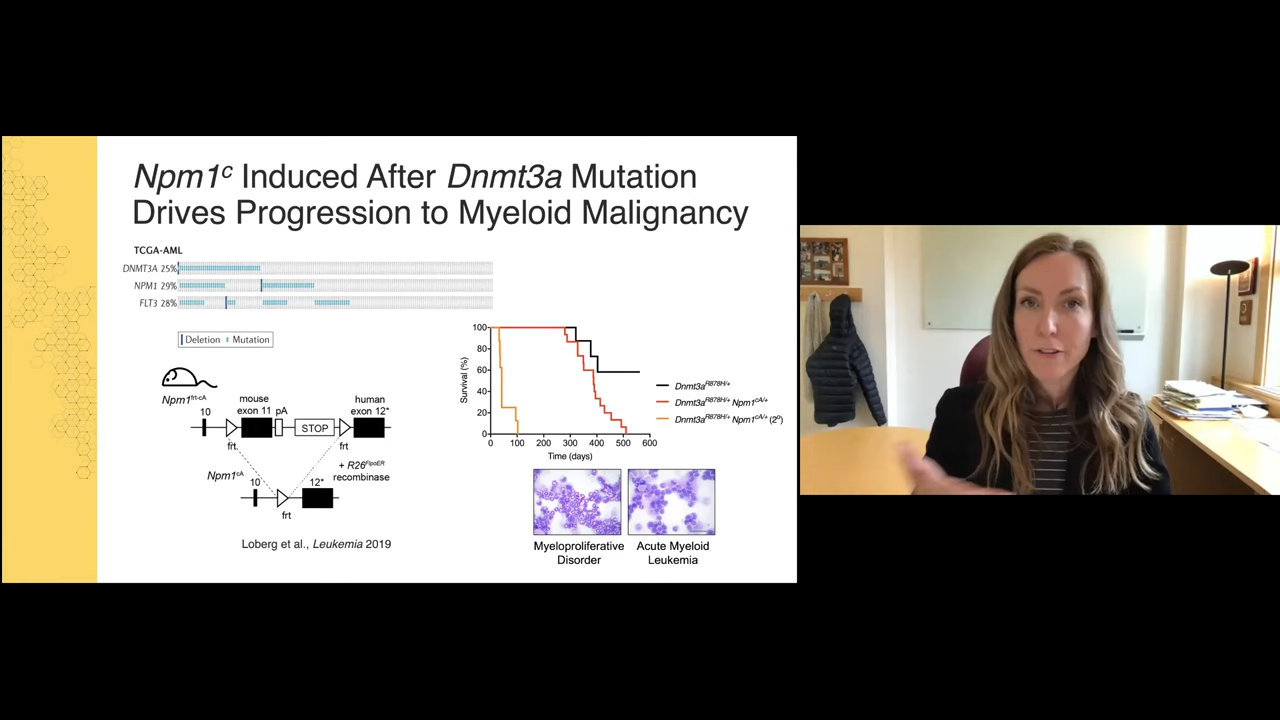 Npm1ᶜ Induced After Dnmt3a Mutation
Drives Progression to Myeloid Malignancy
TCGA-AML
DNMT3A 25%
NPM1 29%
FLT3 28%
Deletion Mutation
Npm1ᶠʳᵗ⁻ᶜᴬ
10
mouse
exon 11
pA
STOP
human
exon 12*
frt
frt
Npm1ᶜᴬ
+ R26ᶠˡᵖᵒᴱᴿ
recombinase
10
12*
frt
Loberg et al., Leukemia 2019
Survival (%)
100
80
60
40
20
0
0 100 200 300 400 500 600
Time (days)
Dnmt3aᴿ⁸⁷⁸ᴴ/⁺
Dnmt3aᴿ⁸⁷⁸ᴴ/⁺ Npm1ᶜᴬ/⁺
Dnmt3aᴿ⁸⁷⁸ᴴ/⁺ Npm1ᶜᴬ/⁺ (2⁰)
Myeloproliferative
Disorder
Acute Myeloid
Leukemia